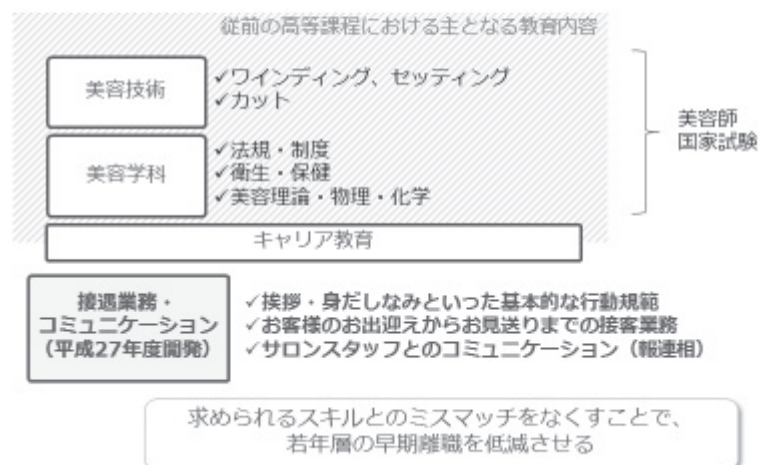 従前の高等課程における主となる教育内容
美容技術
✓ワインディング、セッティング
✓カット
美容師
国家試験
美容学科
✓法規・制度
✓衛生・保健
✓美容理論・物理・化学
キャリア教育
接遇業務・
コミュニケーション
（平成27年度開発）
✓挨拶・身だしなみといった基本的な行動規範
✓お客様のお出迎えからお見送りまでの接客業務
✓サロンスタッフとのコミュニケーション（報連相）
求められるスキルとのミスマッチをなくすことで、
若年層の早期離職を低減させる